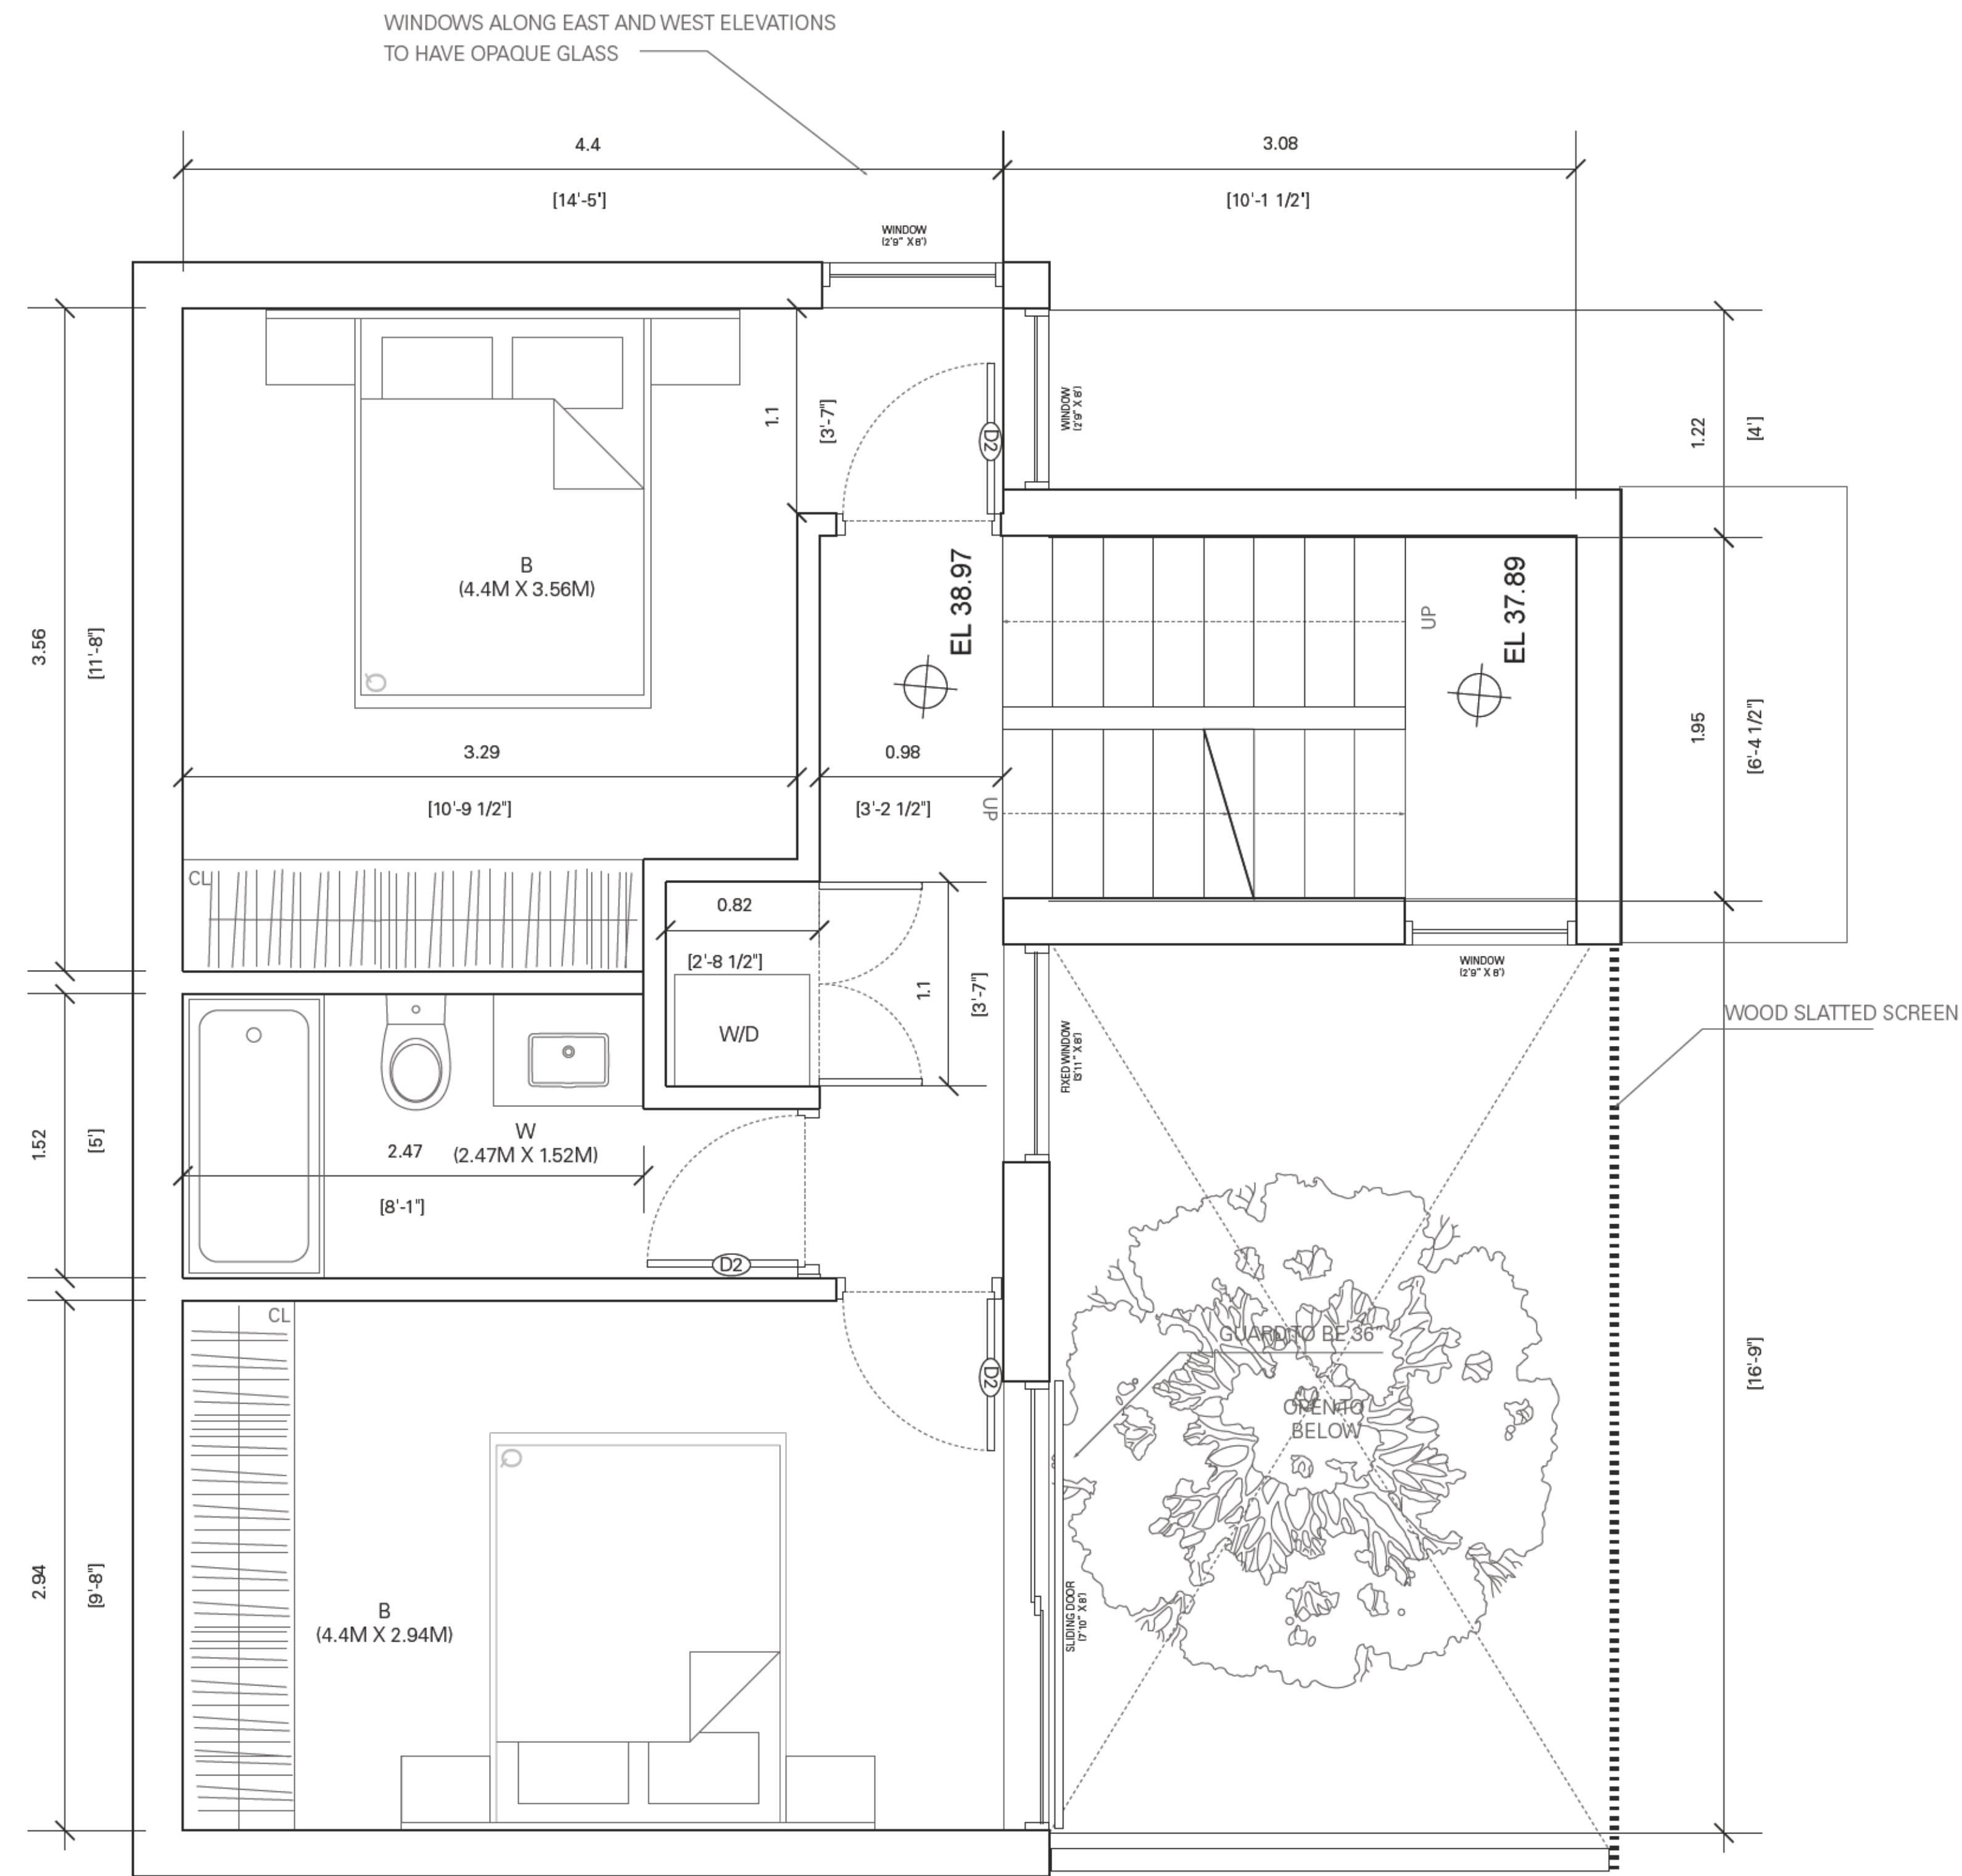 WINDOWS ALONG EAST AND WEST ELEVATIONS
TO HAVE OPAQUE GLASS
4.4
[14'-5"]
3.08
[10'-1 1/2"]
WINDOW
(2'9" X 8')
WINDOW
(2'9" X 8')
1.1
[3'-7"]
D2
1.22
[4']
B
(4.4M X 3.56M)
EL 38.97
UP
EL 37.89
3.56
[11'-8"]
Q
3.29
[10'-9 1/2"]
0.98
[3'-2 1/2"]
UP
1.95
[6'-4 1/2"]
CL
0.82
[2'-8 1/2"]
W/D
1.1
[3'-7"]
WINDOW
(2'9" X 8')
WOOD SLATTED SCREEN
FIXED WINDOW
(3'11" X 8')
1.52
[5']
W
(2.47M X 1.52M)
2.47
[8'-1"]
D2
CL
D2
GUARD TO BE 36"
OPEN TO
BELOW
[16'-9"]
Q
2.94
[9'-8"]
B
(4.4M X 2.94M)
SLIDING DOOR
(7'10" X 8')